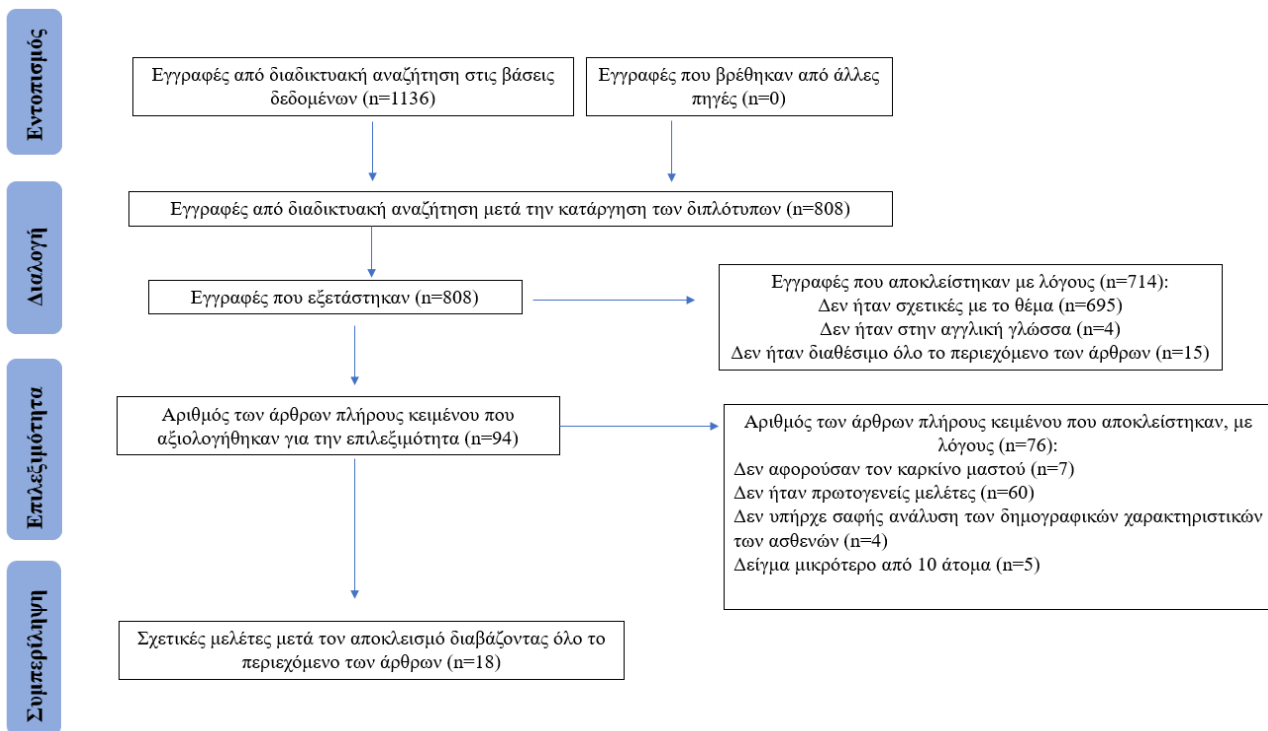 Εντοπισμός
Εγγραφές από διαδικτυακή αναζήτηση στις βάσεις
δεδομένων (n=1136)
Εγγραφές που βρέθηκαν από άλλες
πηγές (n=0)
Διαλογή
Εγγραφές από διαδικτυακή αναζήτηση μετά την κατάργηση των διπλότυπων (n=808)
Εγγραφές που εξετάστηκαν (n=808)
Εγγραφές που αποκλείστηκαν με λόγους (n=714):
Δεν ήταν σχετικές με το θέμα (n=695)
Δεν ήταν στην αγγλική γλώσσα (n=4)
Δεν ήταν διαθέσιμο όλο το περιεχόμενο των άρθρων (n=15)
Επιλεξιμότητα
Αριθμός των άρθρων πλήρους κειμένου που
αξιολογήθηκαν για την επιλεξιμότητα (n=94)
Αριθμός των άρθρων πλήρους κειμένου που αποκλείστηκαν, με
λόγους (n=76):
Δεν αφορούσαν τον καρκίνο μαστού (n=7)
Δεν ήταν πρωτογενείς μελέτες (n=60)
Δεν υπήρχε σαφής ανάλυση των δημογραφικών χαρακτηριστικών
των ασθενών (n=4)
Δείγμα μικρότερο από 10 άτομα (n=5)
Συμπερίληψη
Σχετικές μελέτες μετά τον αποκλεισμό διαβάζοντας όλο το
περιεχόμενο των άρθρων (n=18)